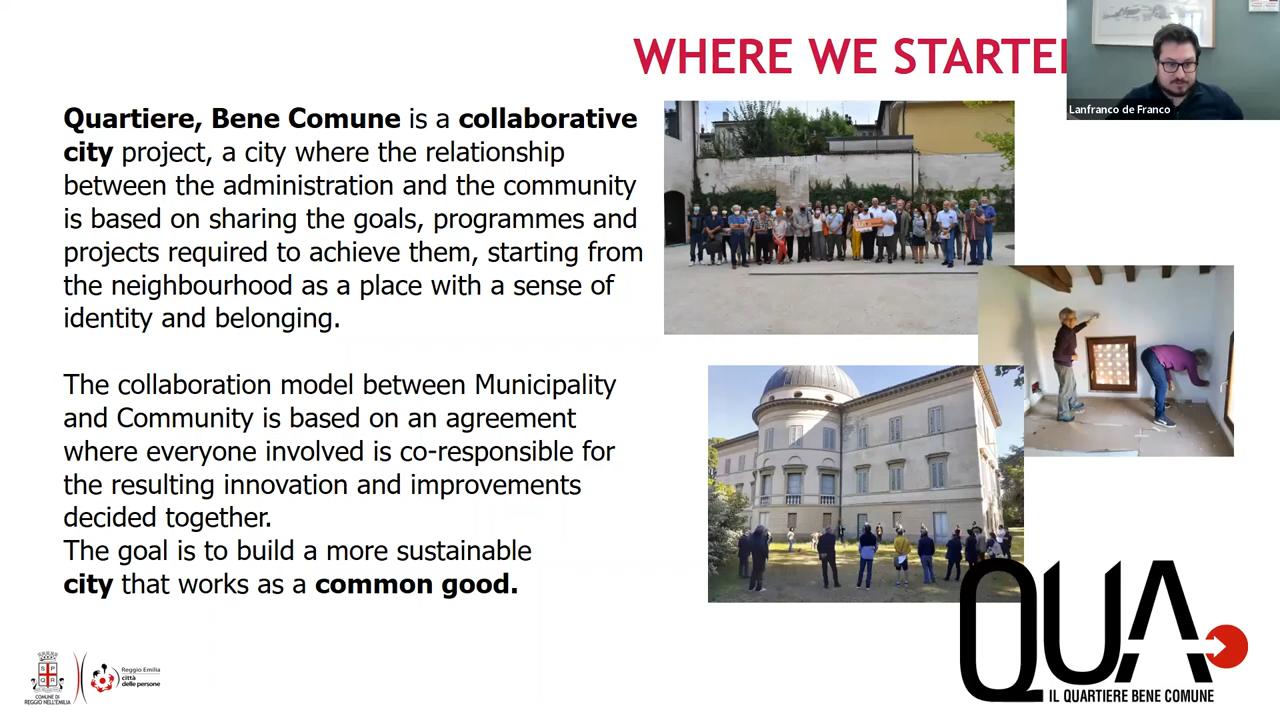 WHERE WE STARTE
Lanfranco de Franco
Quartiere, Bene Comune is a collaborative
city project, a city where the relationship
between the administration and the community
is based on sharing the goals, programmes and
projects required to achieve them, starting from
the neighbourhood as a place with a sense of
identity and belonging.
The collaboration model between Municipality
and Community is based on an agreement
where everyone involved is co-responsible for
the resulting innovation and improvements
decided together.
The goal is to build a more sustainable
city that works as a common good.
COMUNE DI
REGGIO NELL'EMILIA
Reggio Emilia
città
delle persone
QUA
IL QUARTIERE BENE COMUNE